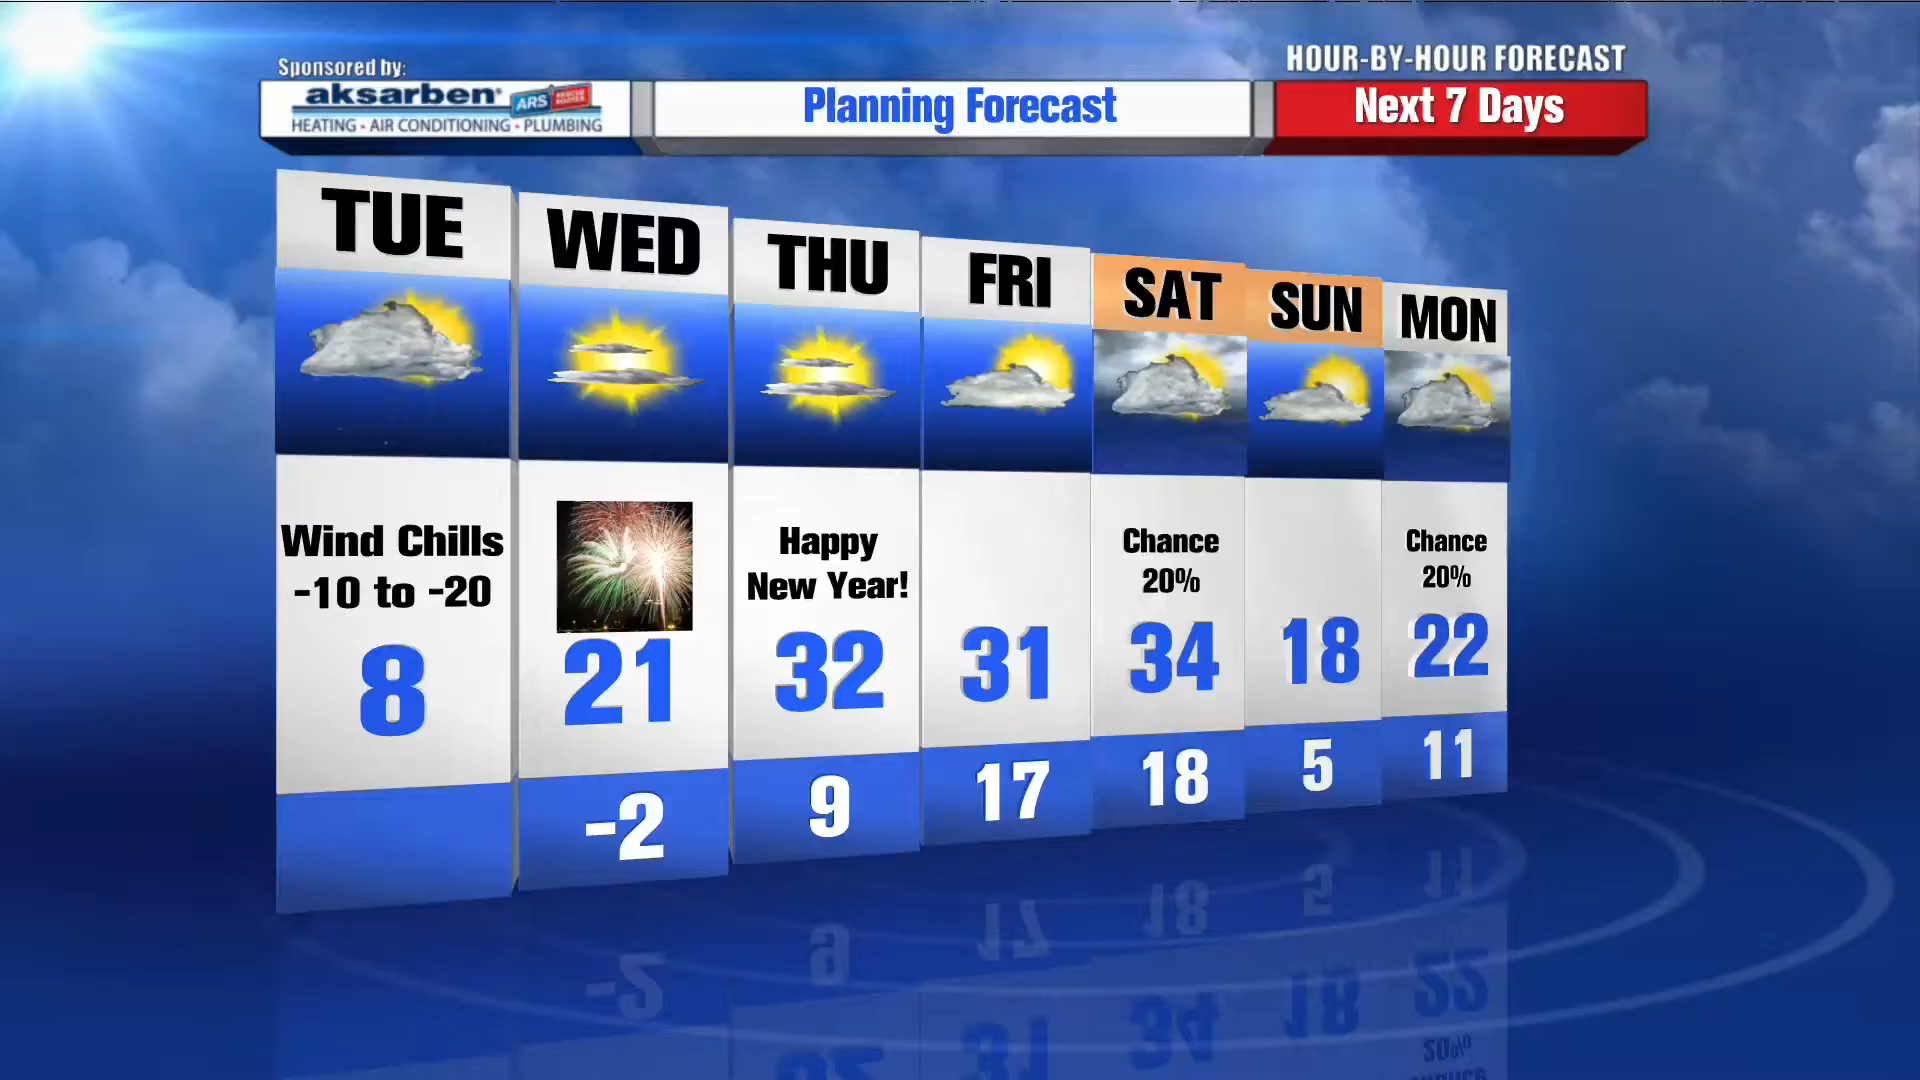 Sponsored by:
aksarben
ARS RESCUE ROOTER
HEATING • AIR CONDITIONING • PLUMBING
Planning Forecast
HOUR-BY-HOUR FORECAST
Next 7 Days
TUE
Wind Chills
-10 to -20
8
WED
21
-2
THU
Happy
New Year!
32
9
FRI
31
17
SAT
Chance
20%
34
18
SUN
18
5
MON
Chance
20%
22
11